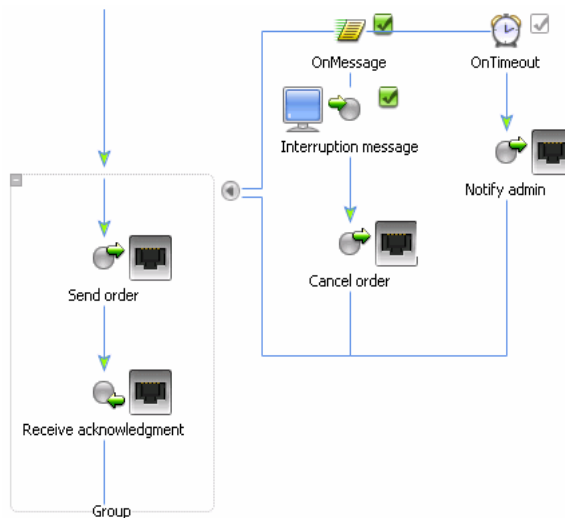 OnMessage
OnTimeout
Interruption message
Notify admin
Cancel order
Send order
Receive acknowledgment
Group